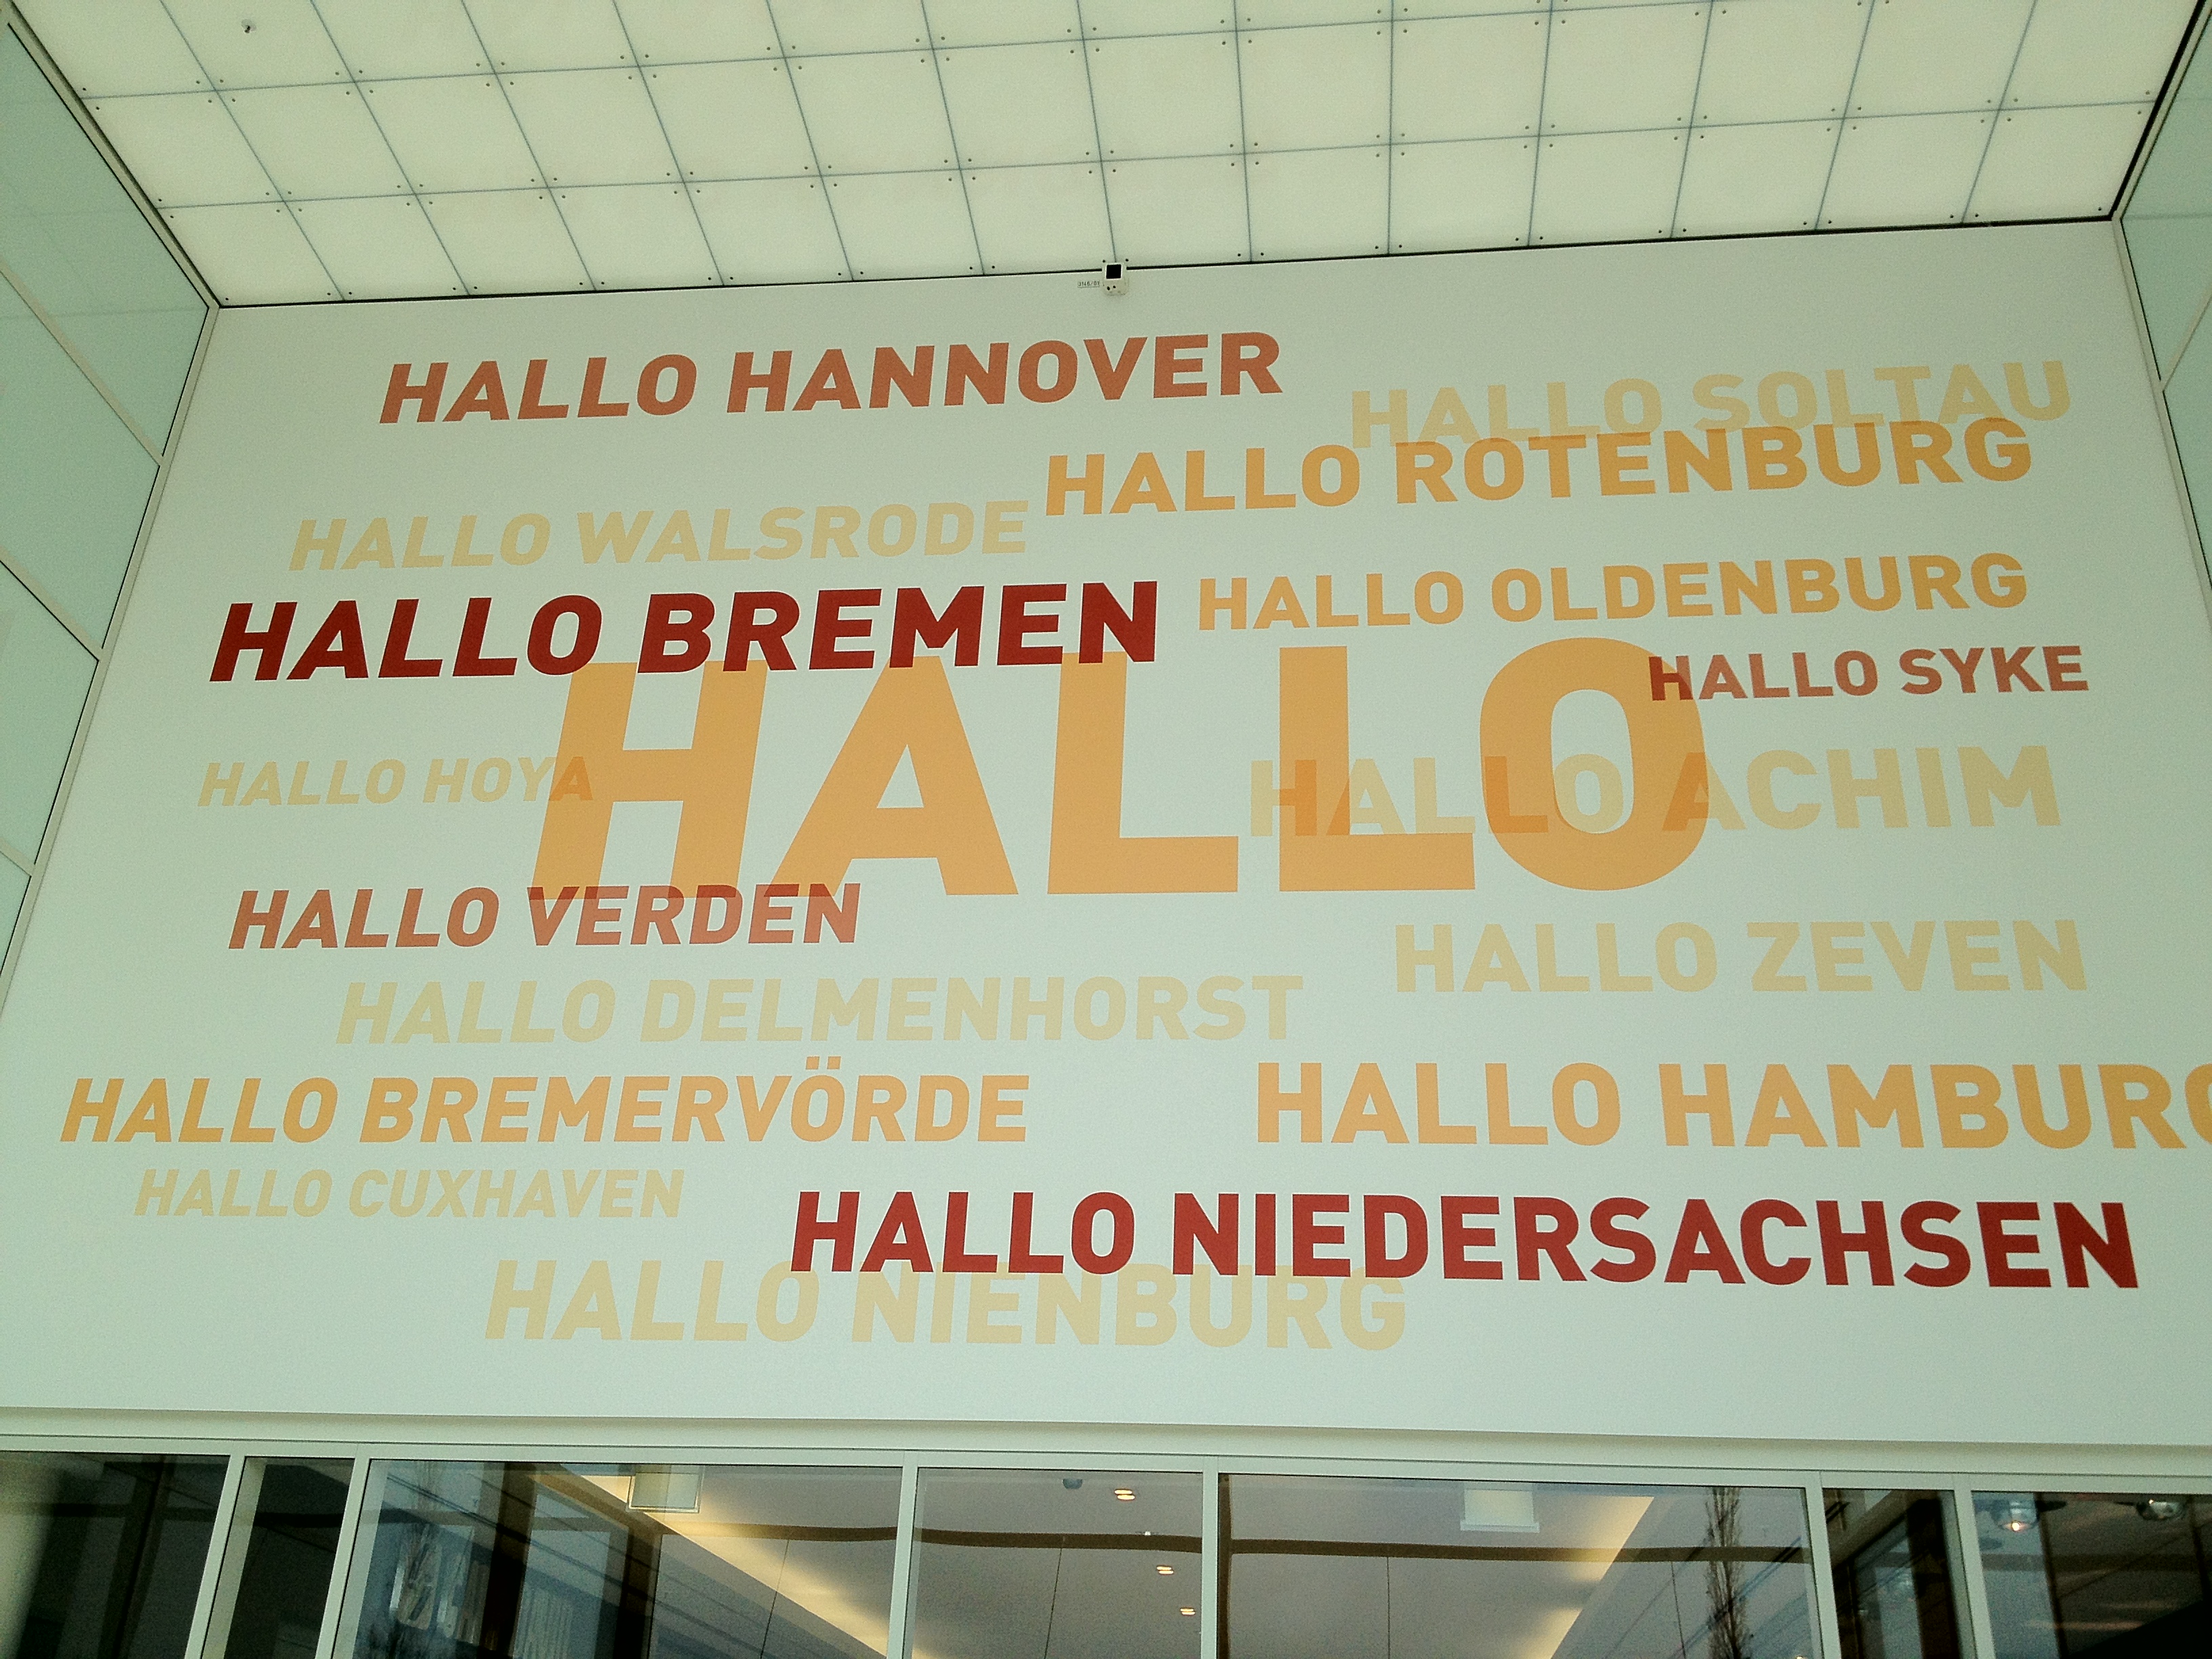 HALLO HANNOVER
HALLO SOLTAU
HALLO ROTENBURG
HALLO WALSRODE
HALLO BREMEN
HALLO OLDENBURG
HALLO
HALLO SYKE
HALLO HOYA
HALLO ACHIM
HALLO VERDEN
HALLO ZEVEN
HALLO DELMENHORST
HALLO BREMERVÖRDE
HALLO HAMBURG
HALLO CUXHAVEN
HALLO NIEDERSACHSEN
HALLO NIENBURG